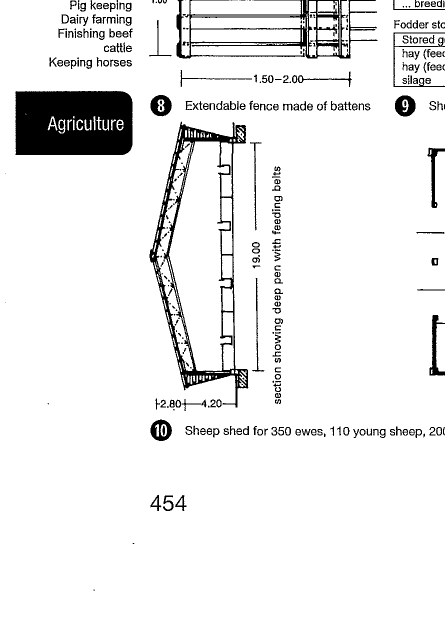 Pig keeping
Dairy farming
Finishing beef
cattle
Keeping horses
Agriculture
1.50–2.00
8 Extendable fence made of battens
19.00
section showing deep pen with feeding belts
2.80 4.20
10 Sheep shed for 350 ewes, 110 young sheep, 200
454
... breedi
Fodder sto
Stored g
hay (feed
hay (feed
silage
9 She